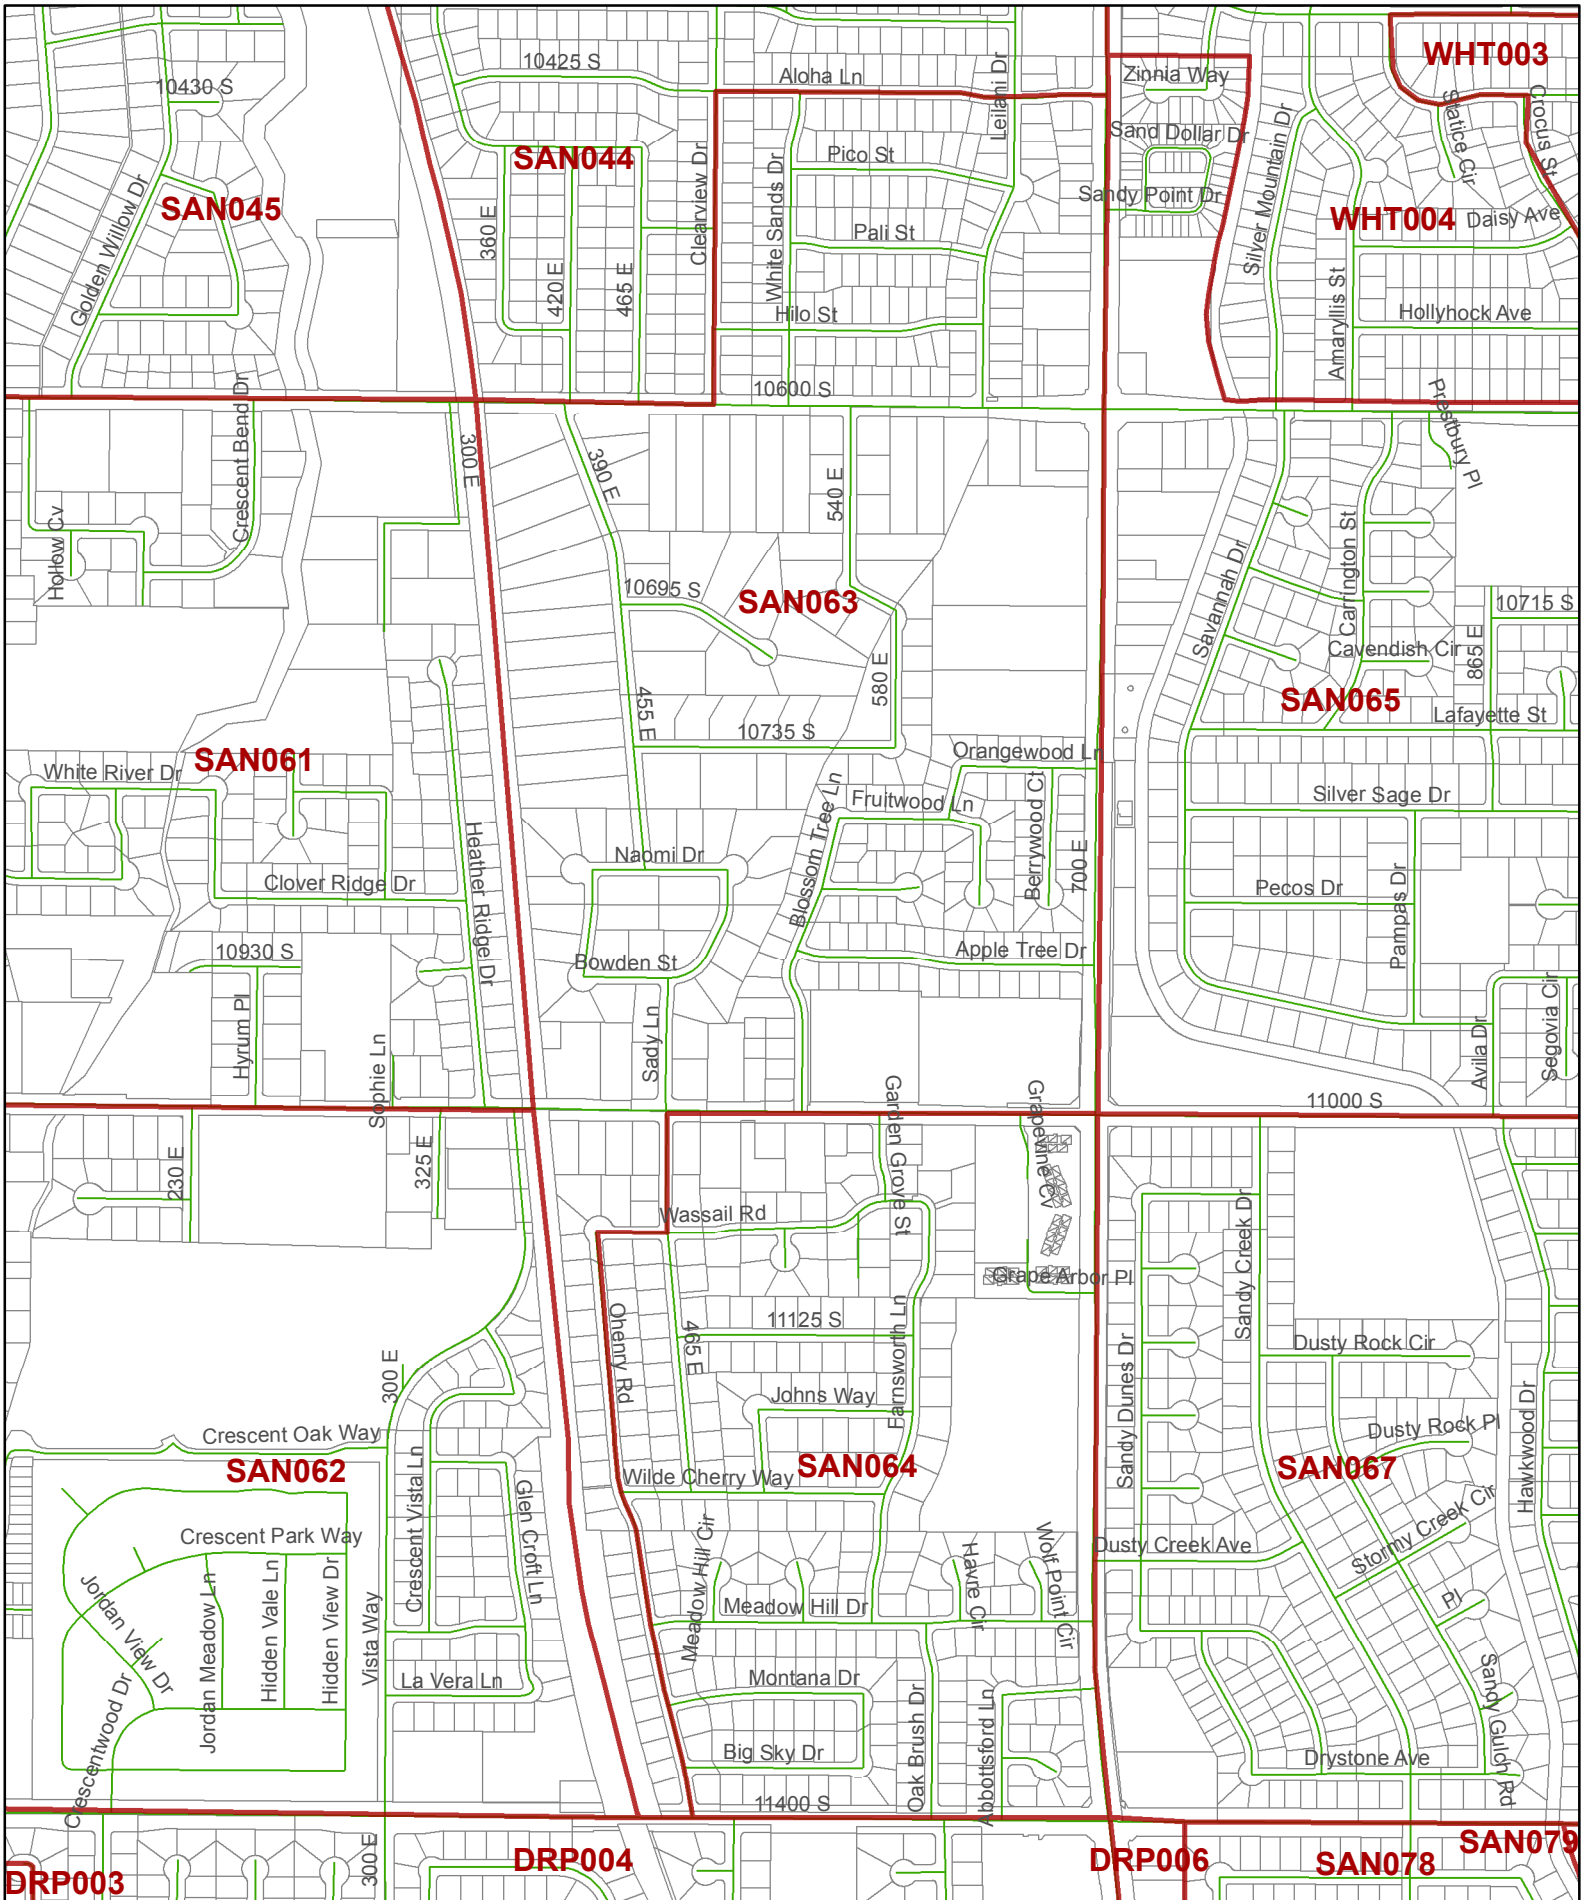 WHT003
10425 S
Aloha Ln
Leilani Dr
Zinnia Way
10430 S
Statice Cir
Crocus St
Sand Dollar Dr
SAN044
Pico St
Clearview Dr
White Sands Dr
Silver Mountain Dr
Sandy Point Dr
SAN045
WHT004
Daisy Ave
Golden Willow Dr
360 E
Pali St
420 E
465 E
Hilo St
Amaryllis St
Hollyhock Ave
10600 S
Crescent Bend Dr
Prestbury Pl
300 E
390 E
540 E
Hollow Cv
Carrington St
Savannah Dr
10695 S
SAN063
10715 S
Cavendish Cir
865 E
580 E
455 E
SAN065
Lafayette St
10735 S
Orangewood Ln
SAN061
White River Dr
Fruitwood Ln
Berrywood Ct
Silver Sage Dr
Blossom Tree Ln
Naomi Dr
700 E
Heather Ridge Dr
Clover Ridge Dr
Pecos Dr
Pampas Dr
10930 S
Bowden St
Apple Tree Dr
Hyrum Pl
Sophie Ln
Sady Ln
Avilla Dr
Segovia Cir
11000 S
Garden Grove St
Grapevine Cv
230 E
325 E
Wassail Rd
Sandy Creek Dr
Grape Arbor Pl
Ohenry Rd
465 E
11125 S
Farnsworth Ln
Sandy Dunes Dr
Dusty Rock Cir
300 E
Johns Way
Hawkwood Dr
Crescent Oak Way
Dusty Rock Pl
SAN062
Crescent Vista Ln
Wilde Cherry Way
SAN064
SAN067
Glen Croft Ln
Stormy Creek Cir
Crescent Park Way
Meadow Hill Cir
Havne Cir
Wolf Point Cir
Dusty Creek Ave
Jordan View Dr
Jordan Meadow Ln
Hidden Vale Ln
Hidden View Dr
Vista Way
Meadow Hill Dr
Pl
La Vera Ln
Montana Dr
Sandy Gulch Rd
Crescentwood Dr
Big Sky Dr
Oak Brush Dr
Abbottsford Ln
Drystone Ave
11400 S
300 E
DRP003
DRP004
DRP006
SAN078
SAN079